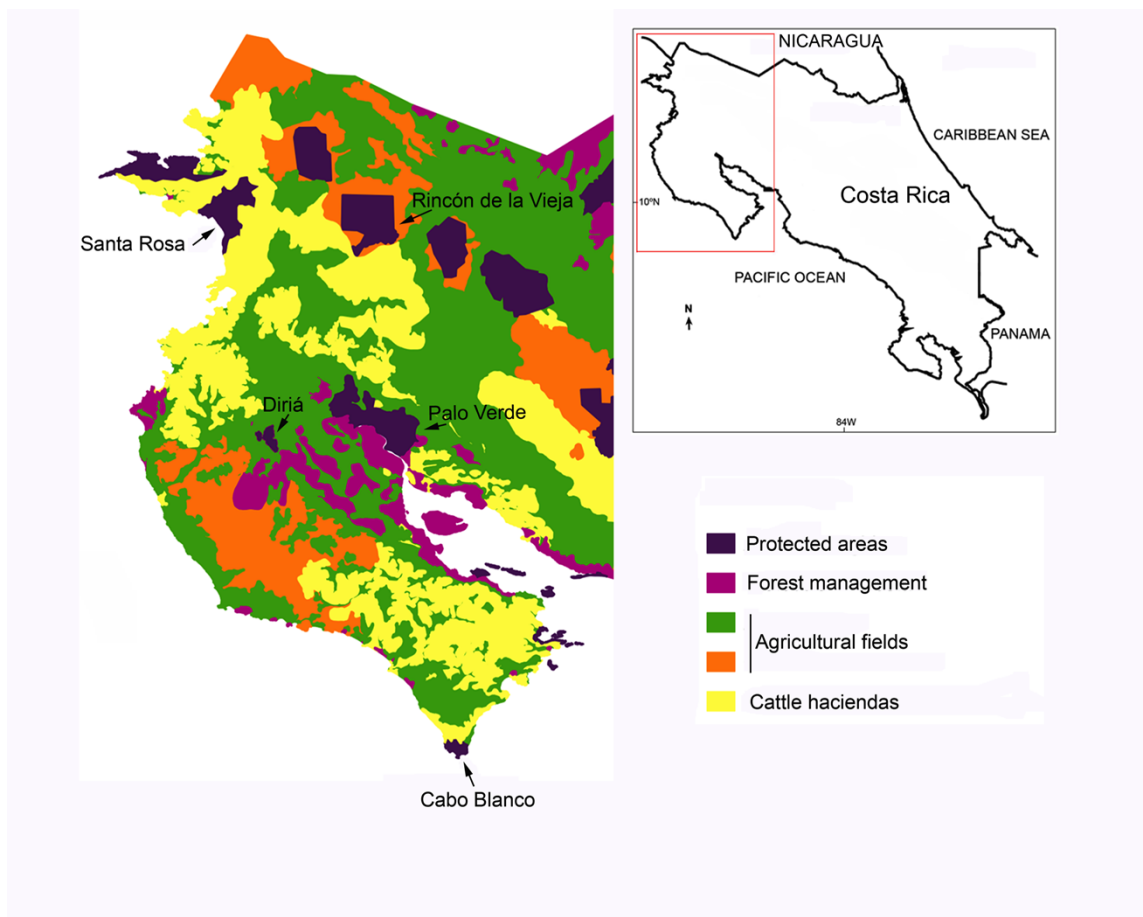 Rincón de la Vieja
Santa Rosa
Diriá
Palo Verde
Cabo Blanco
NICARAGUA
CARIBBEAN SEA
Costa Rica
10ºN
PACIFIC OCEAN
N
PANAMA
84W
Protected areas
Forest management
Agricultural fields
Cattle haciendas